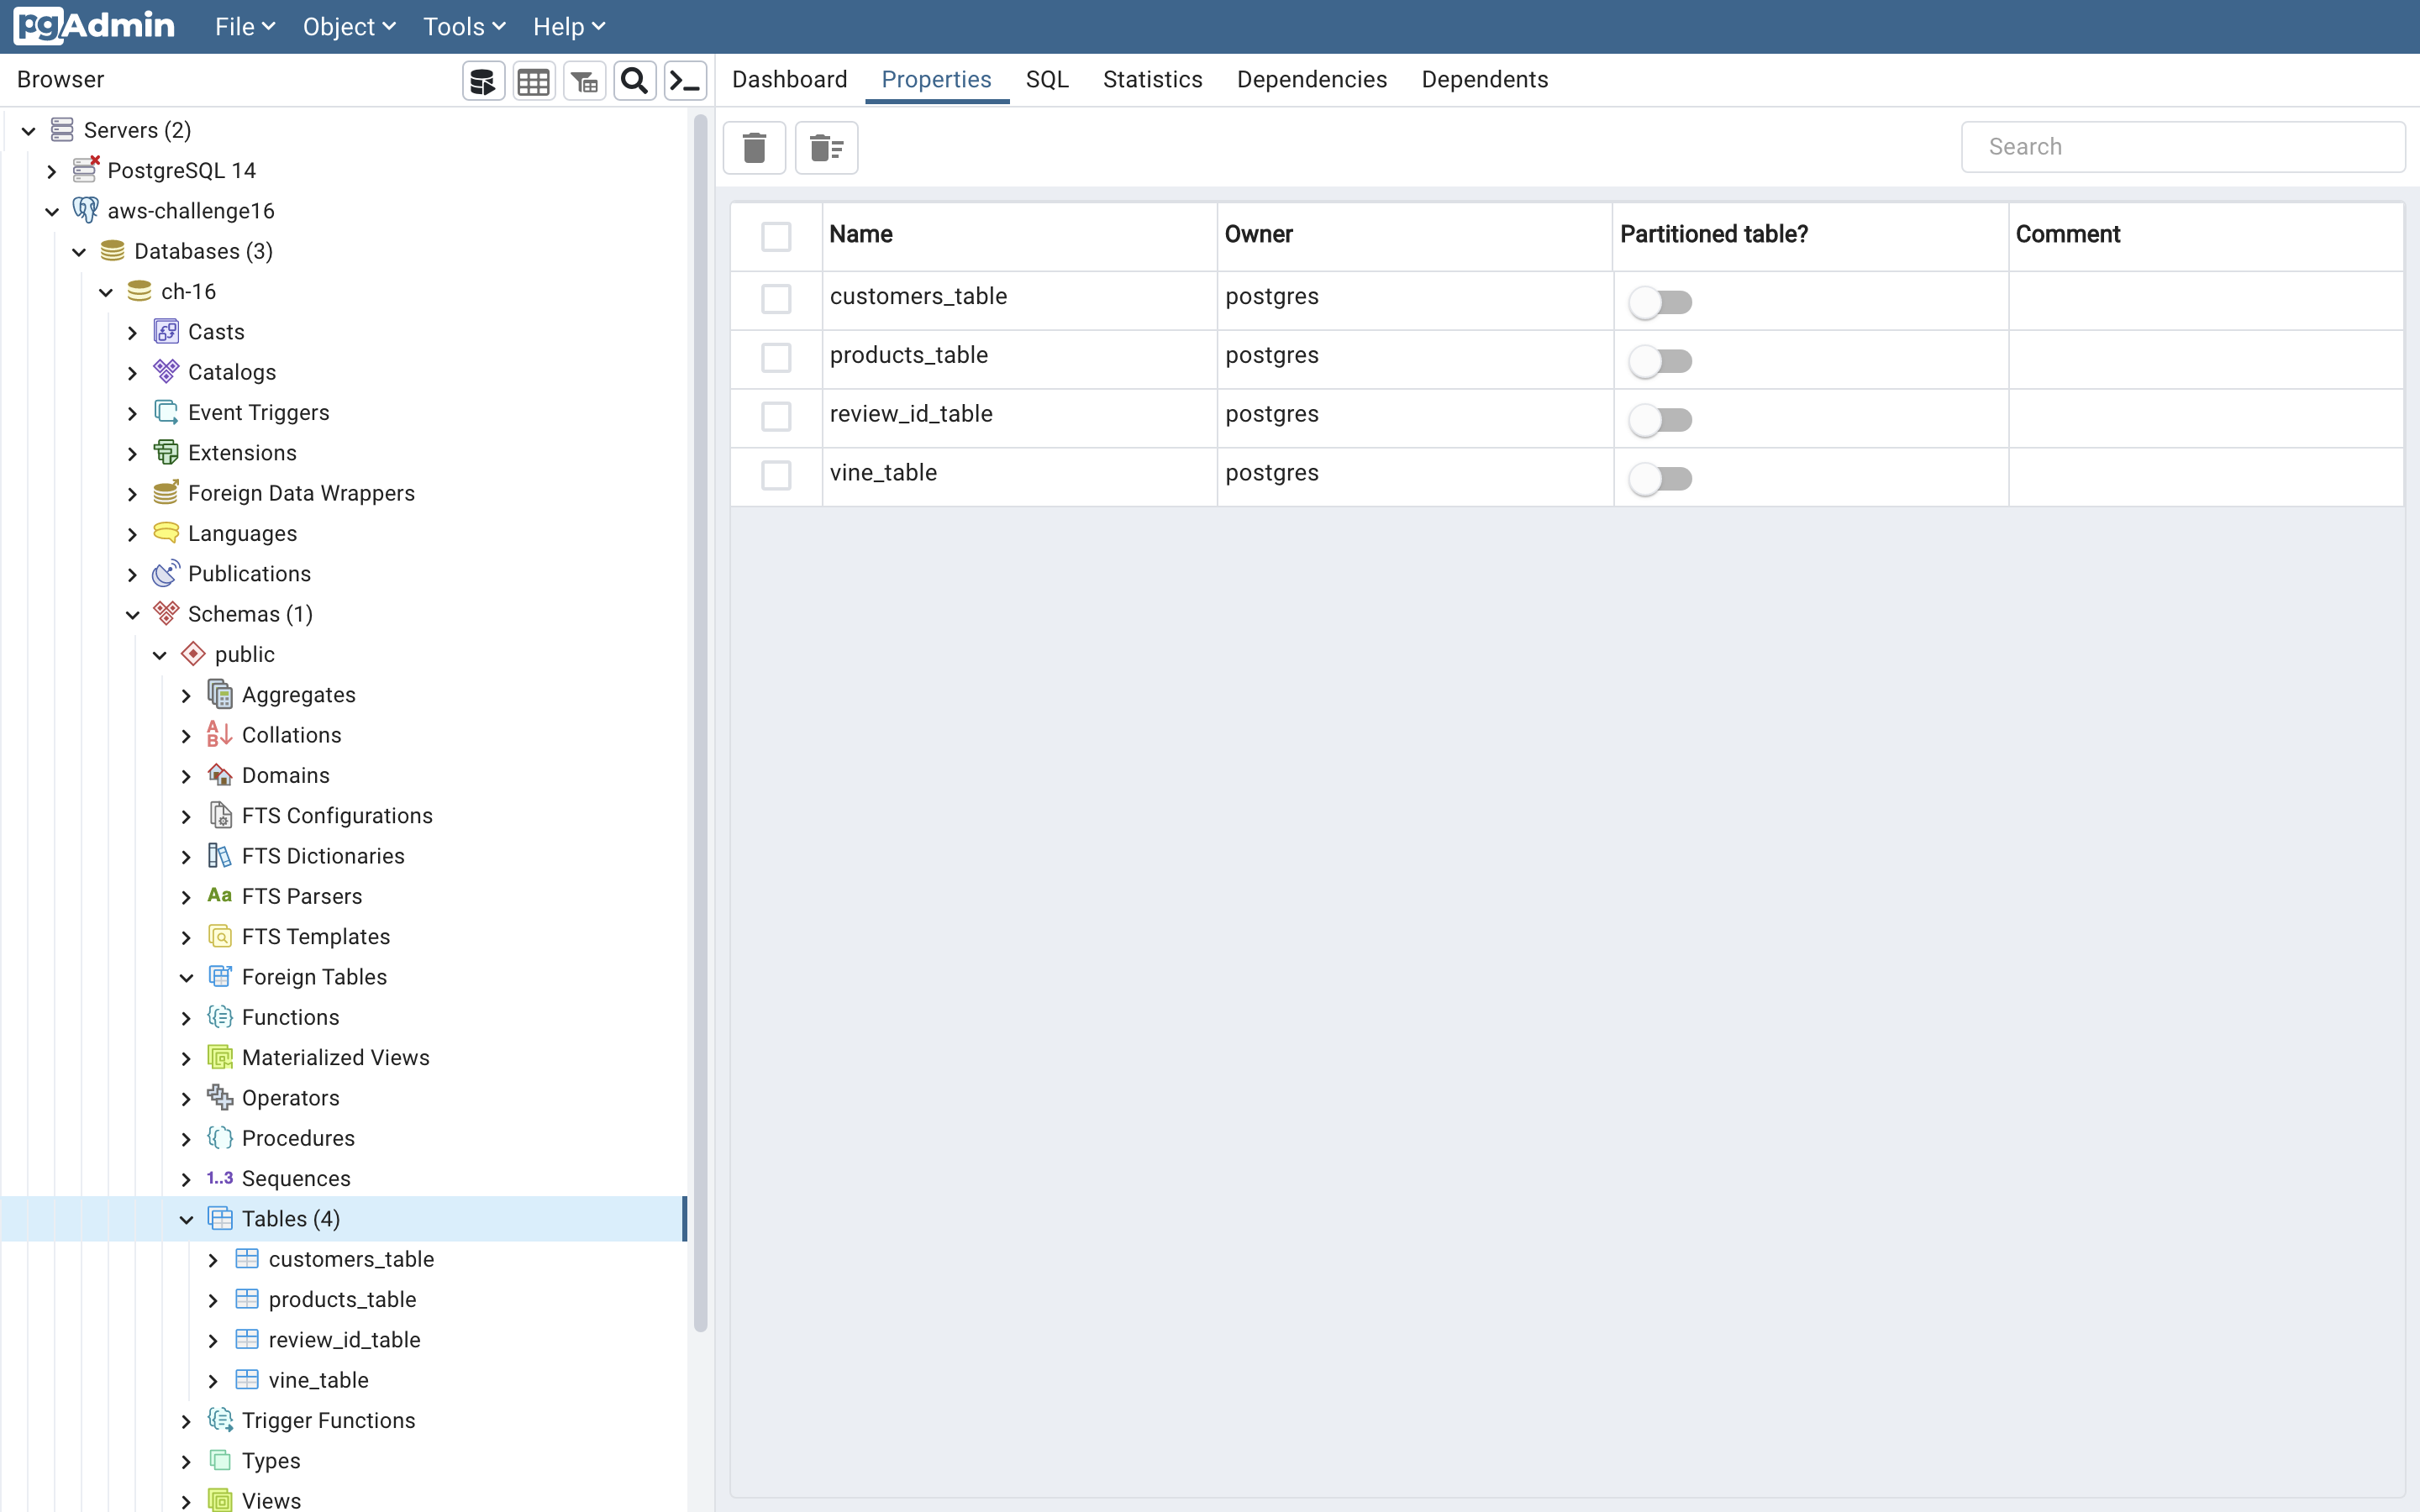 pgAdmin File Object Tools Help
Browser
Dashboard Properties SQL Statistics Dependencies Dependents
Servers (2)
PostgreSQL 14
aws-challenge16
Databases (3)
ch-16
Casts
Catalogs
Event Triggers
Extensions
Foreign Data Wrappers
Languages
Publications
Schemas (1)
public
Aggregates
Collations
Domains
FTS Configurations
FTS Dictionaries
Aa FTS Parsers
FTS Templates
Foreign Tables
Functions
Materialized Views
Operators
Procedures
1..3 Sequences
Tables (4)
customers_table
products_table
review_id_table
vine_table
Trigger Functions
Types
Views
Search
Name Owner Partitioned table? Comment
customers_table postgres
products_table postgres
review_id_table postgres
vine_table postgres